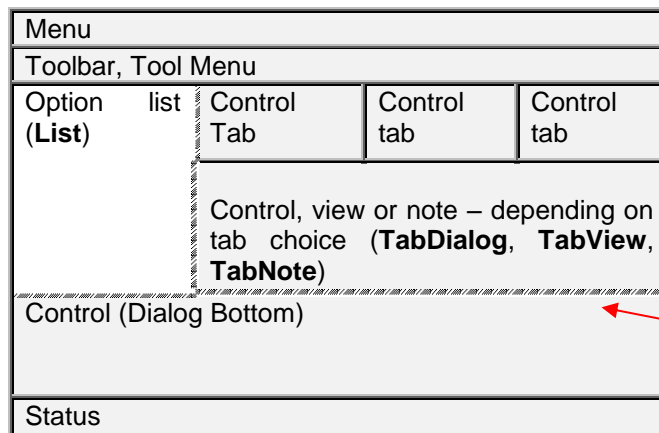 Menu
Toolbar, Tool Menu
Option list
(List)
Control
Tab
Control
tab
Control
tab
Control, view or note – depending on
tab choice (TabDialog, TabView,
TabNote)
Control (Dialog Bottom)
Status